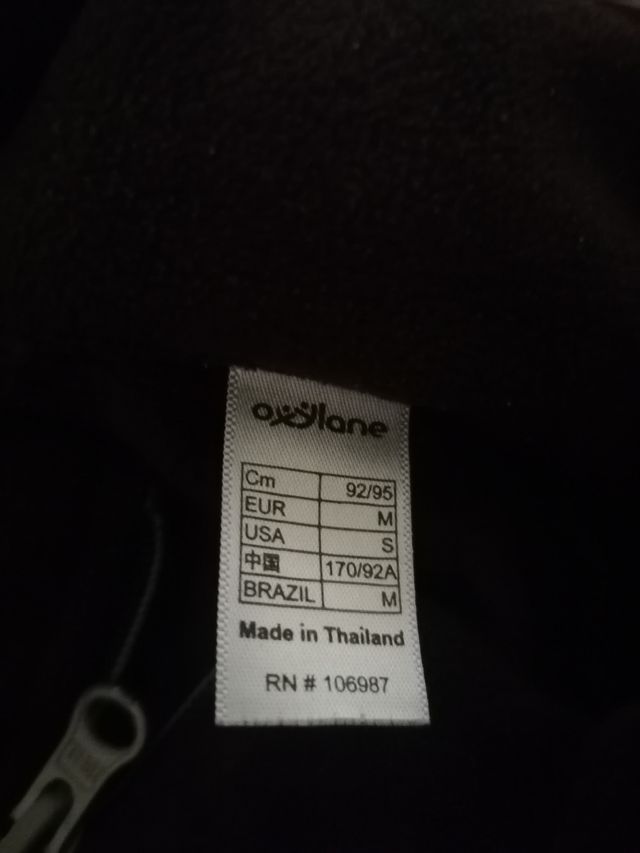 oxylane
Cm 92/95
EUR M
USA S
中国 170/92A
BRAZIL M
Made in Thailand
RN # 106987